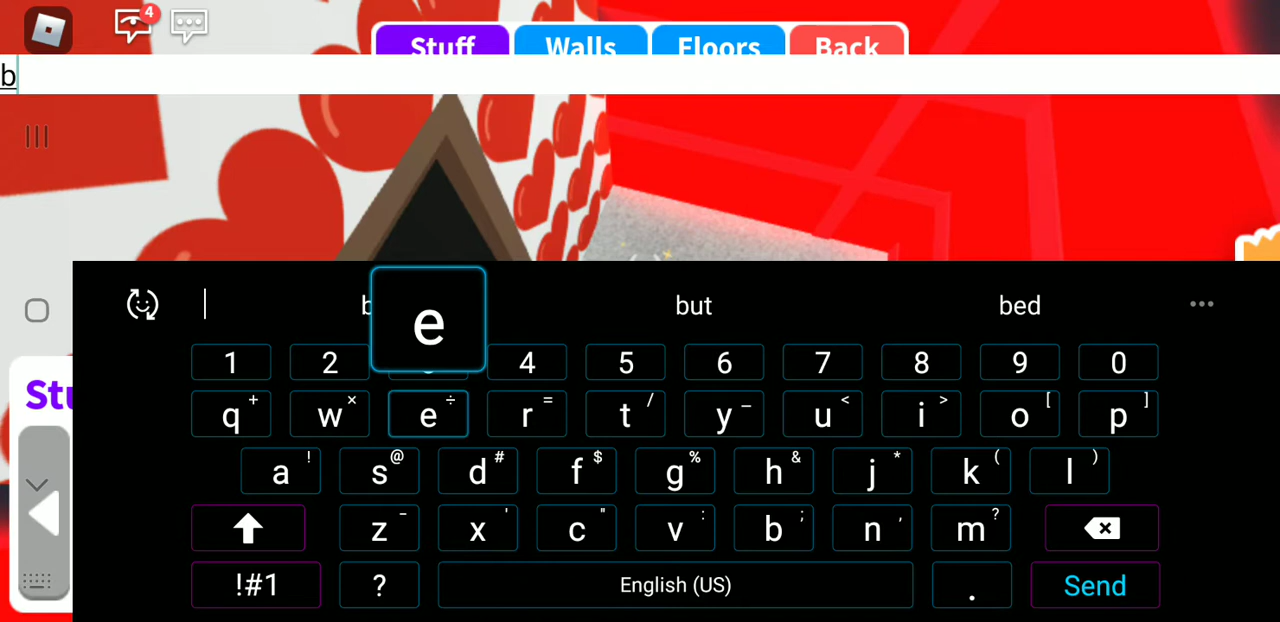 4
Stuff Walls Floors Back
b
e
but bed
1 2 4 5 6 7 8 9 0
q + w × e ÷ r = t / y – u < i > o [ p ]
a ! s @ d # f $ g % h & j * k ( l )
z - x ' c " v : b ; n , m ?
!#1 ? English (US) . Send